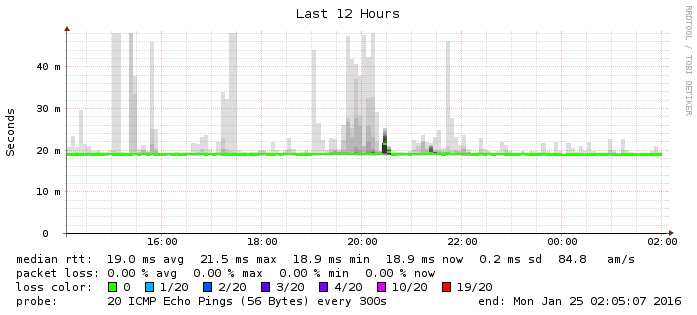 Last 12 Hours
RRDTOOL / TOBI OETIKER
Seconds
40 m
30 m
20 m
10 m
0
16:00 18:00 20:00 22:00 00:00 02:00
median rtt: 19.0 ms avg 21.5 ms max 18.9 ms min 18.9 ms now 0.2 ms sd 84.8 am/s
packet loss: 0.00 % avg 0.00 % max 0.00 % min 0.00 % now
loss color: 0 1/20 2/20 3/20 4/20 10/20 19/20
probe: 20 ICMP Echo Pings (56 Bytes) every 300s end: Mon Jan 25 02:05:07 2016